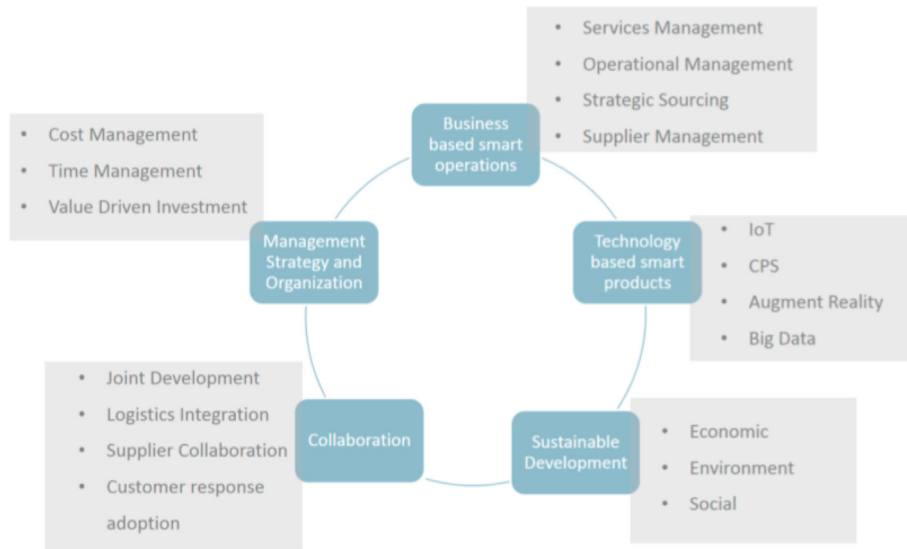 • Services Management
• Operational Management
• Strategic Sourcing
• Supplier Management
Business
based smart
operations
• Cost Management
• Time Management
• Value Driven Investment
Management
Strategy and
Organization
Technology
based smart
products
• IoT
• CPS
• Augment Reality
• Big Data
• Joint Development
• Logistics Integration
• Supplier Collaboration
• Customer response
adoption
Collaboration
Sustainable
Development
• Economic
• Environment
• Social